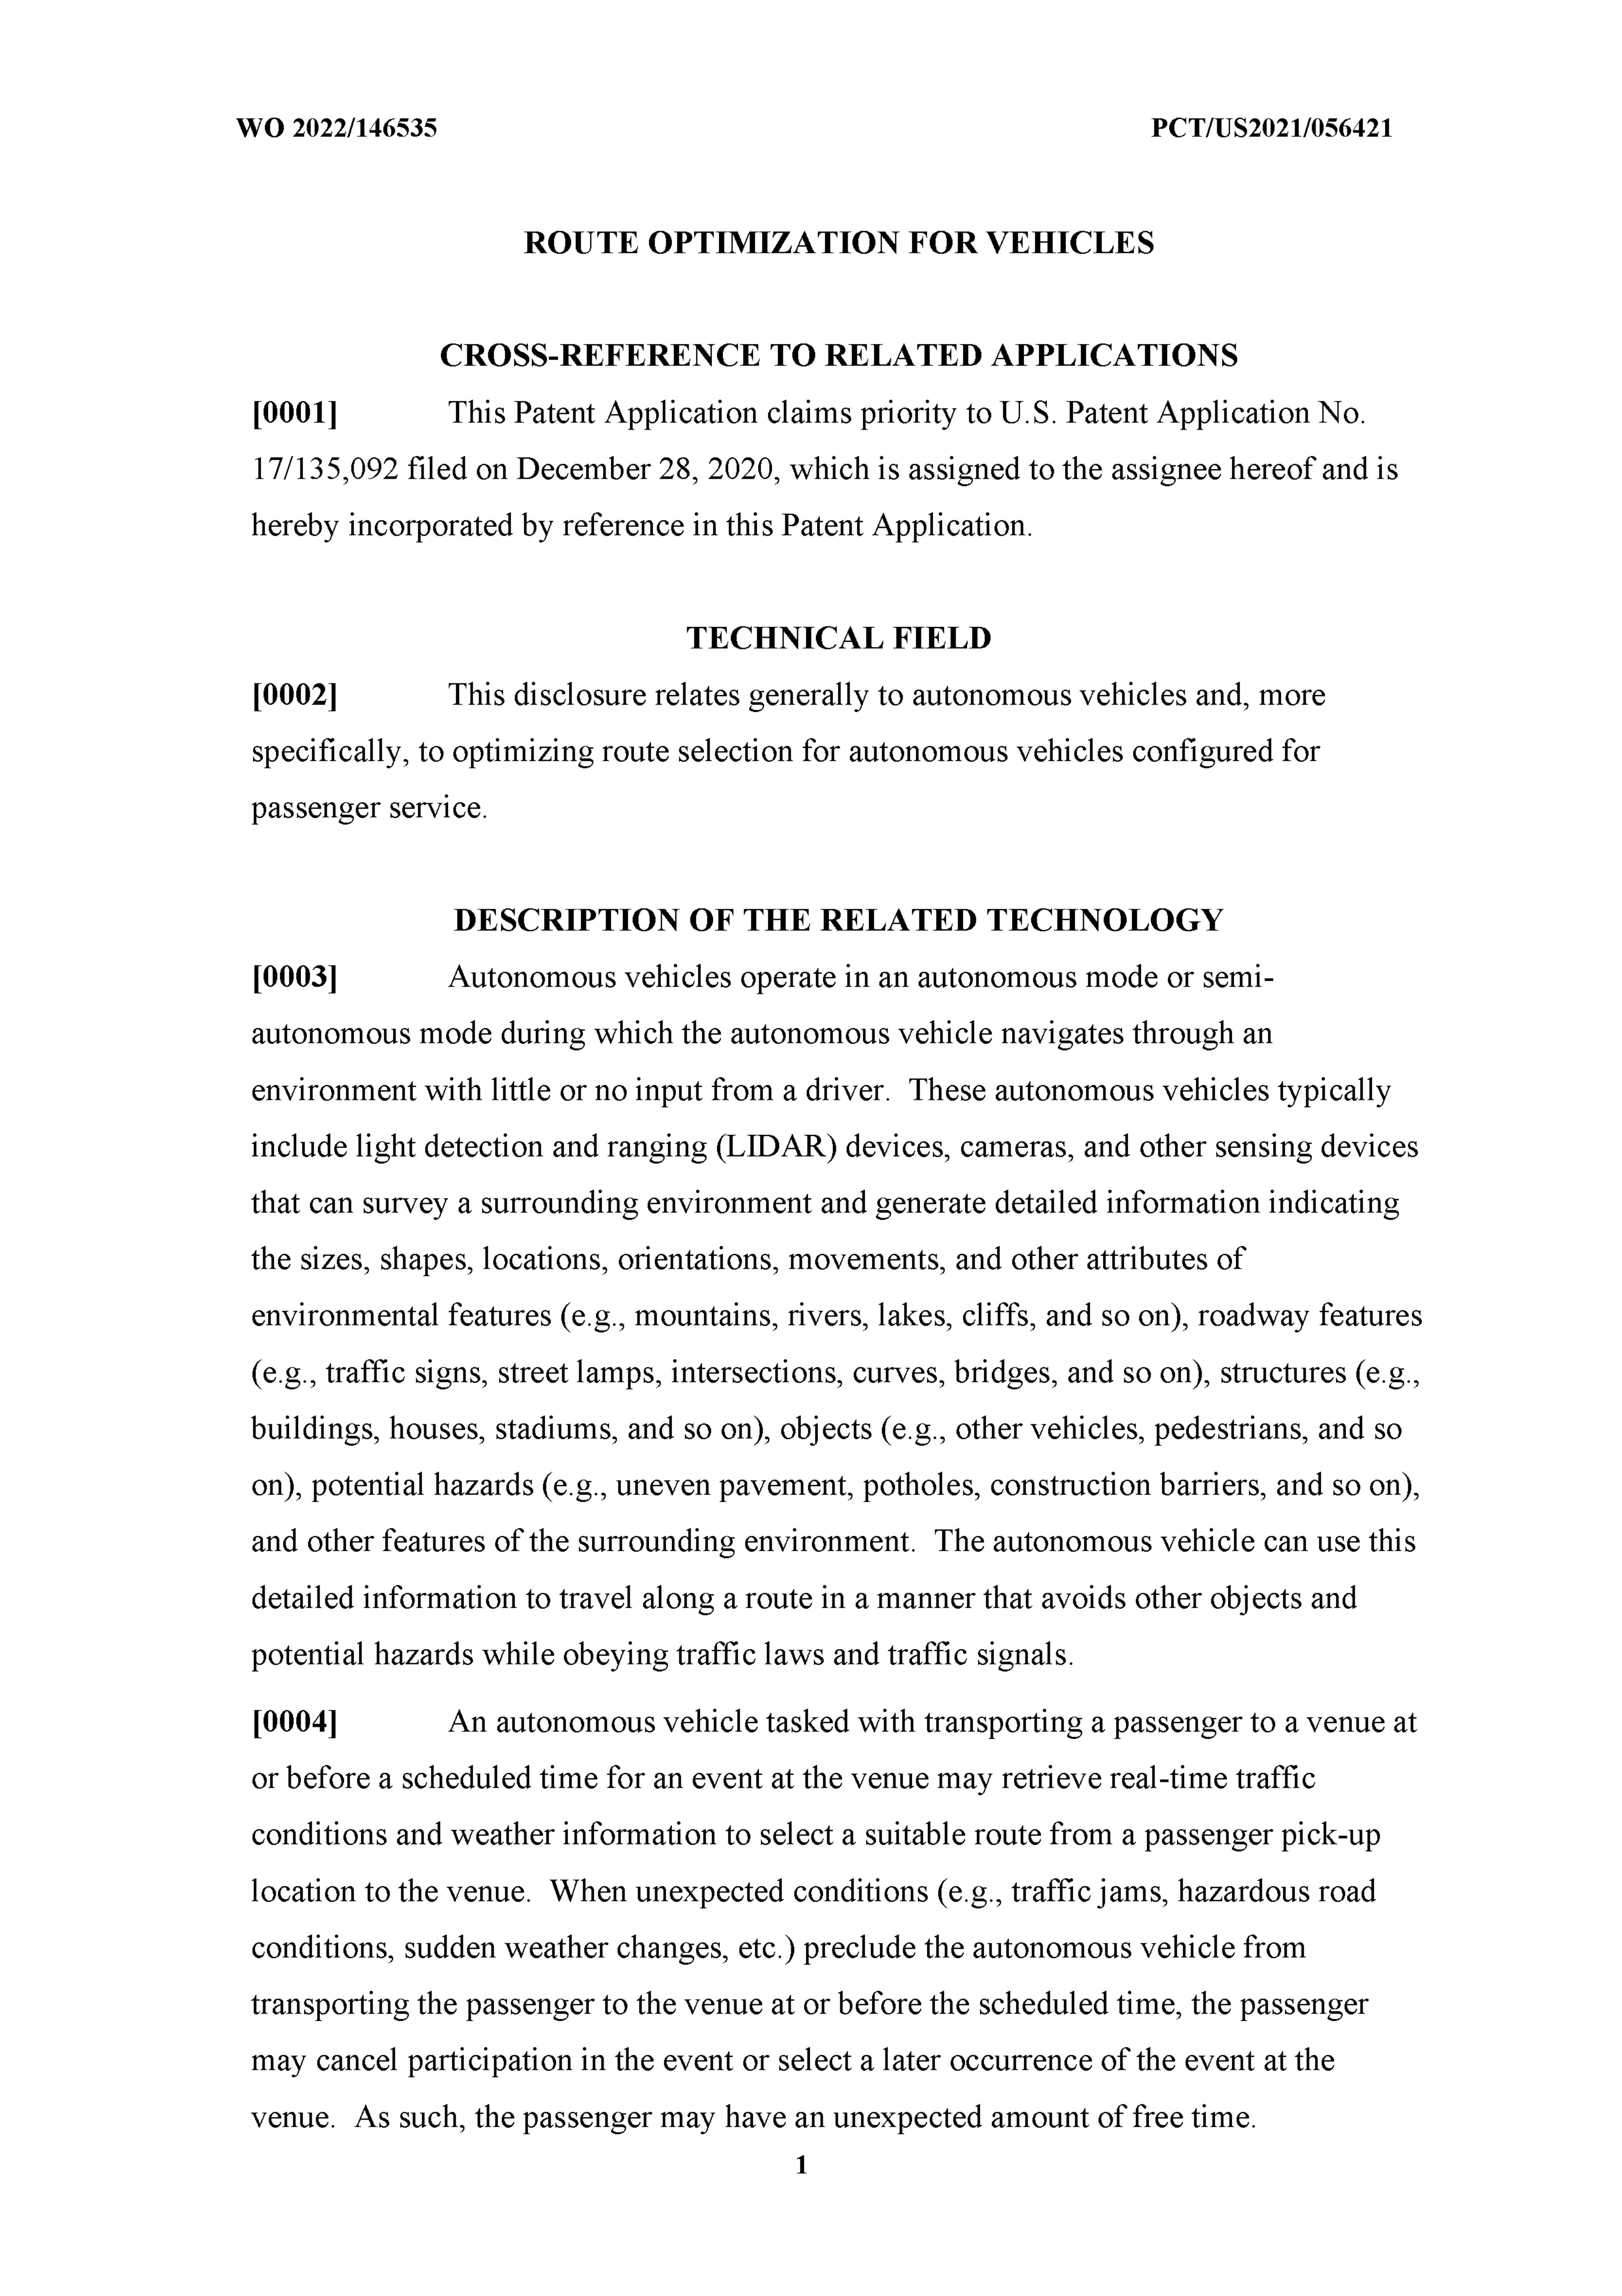 WO 2022/146535 PCT/US2021/056421
ROUTE OPTIMIZATION FOR VEHICLES
CROSS-REFERENCE TO RELATED APPLICATIONS
[0001] This Patent Application claims priority to U.S. Patent Application No.
17/135,092 filed on December 28, 2020, which is assigned to the assignee hereof and is
hereby incorporated by reference in this Patent Application.
TECHNICAL FIELD
[0002] This disclosure relates generally to autonomous vehicles and, more
specifically, to optimizing route selection for autonomous vehicles configured for
passenger service.
DESCRIPTION OF THE RELATED TECHNOLOGY
[0003] Autonomous vehicles operate in an autonomous mode or semi-
autonomous mode during which the autonomous vehicle navigates through an
environment with little or no input from a driver. These autonomous vehicles typically
include light detection and ranging (LIDAR) devices, cameras, and other sensing devices
that can survey a surrounding environment and generate detailed information indicating
the sizes, shapes, locations, orientations, movements, and other attributes of
environmental features (e.g., mountains, rivers, lakes, cliffs, and so on), roadway features
(e.g., traffic signs, street lamps, intersections, curves, bridges, and so on), structures (e.g.,
buildings, houses, stadiums, and so on), objects (e.g., other vehicles, pedestrians, and so
on), potential hazards (e.g., uneven pavement, potholes, construction barriers, and so on),
and other features of the surrounding environment. The autonomous vehicle can use this
detailed information to travel along a route in a manner that avoids other objects and
potential hazards while obeying traffic laws and traffic signals.
[0004] An autonomous vehicle tasked with transporting a passenger to a venue at
or before a scheduled time for an event at the venue may retrieve real-time traffic
conditions and weather information to select a suitable route from a passenger pick-up
location to the venue. When unexpected conditions (e.g., traffic jams, hazardous road
conditions, sudden weather changes, etc.) preclude the autonomous vehicle from
transporting the passenger to the venue at or before the scheduled time, the passenger
may cancel participation in the event or select a later occurrence of the event at the
venue. As such, the passenger may have an unexpected amount of free time.
1